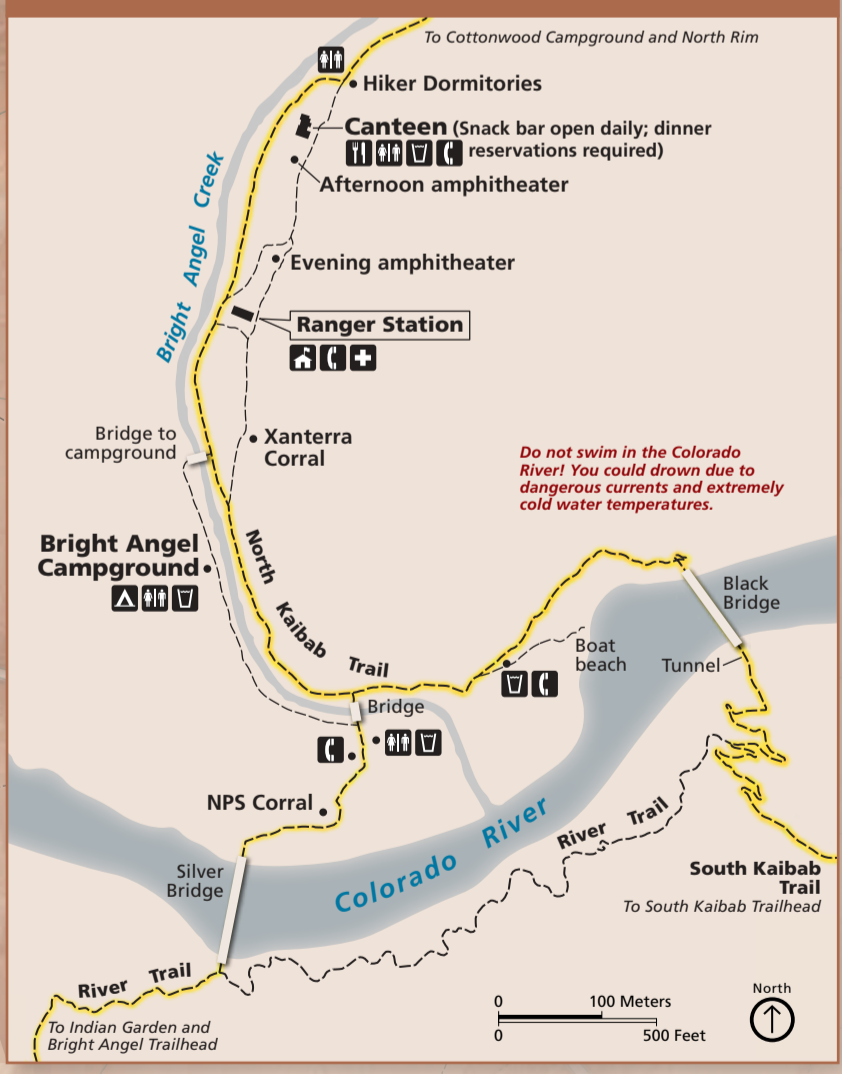 To Cottonwood Campground and North Rim
Hiker Dormitories
Canteen (Snack bar open daily; dinner
reservations required)
Afternoon amphitheater
Bright Angel Creek
Evening amphitheater
Ranger Station
Bridge to
campground
Xanterra
Corral
Do not swim in the Colorado
River! You could drown due to
dangerous currents and extremely
cold water temperatures.
Bright Angel
Campground
North Kaibab Trail
Black
Bridge
Boat
beach
Tunnel
Bridge
NPS Corral
Colorado River
River Trail
Silver
Bridge
South Kaibab
Trail
To South Kaibab Trailhead
River Trail
To Indian Garden and
Bright Angel Trailhead
0 100 Meters
0 500 Feet
North